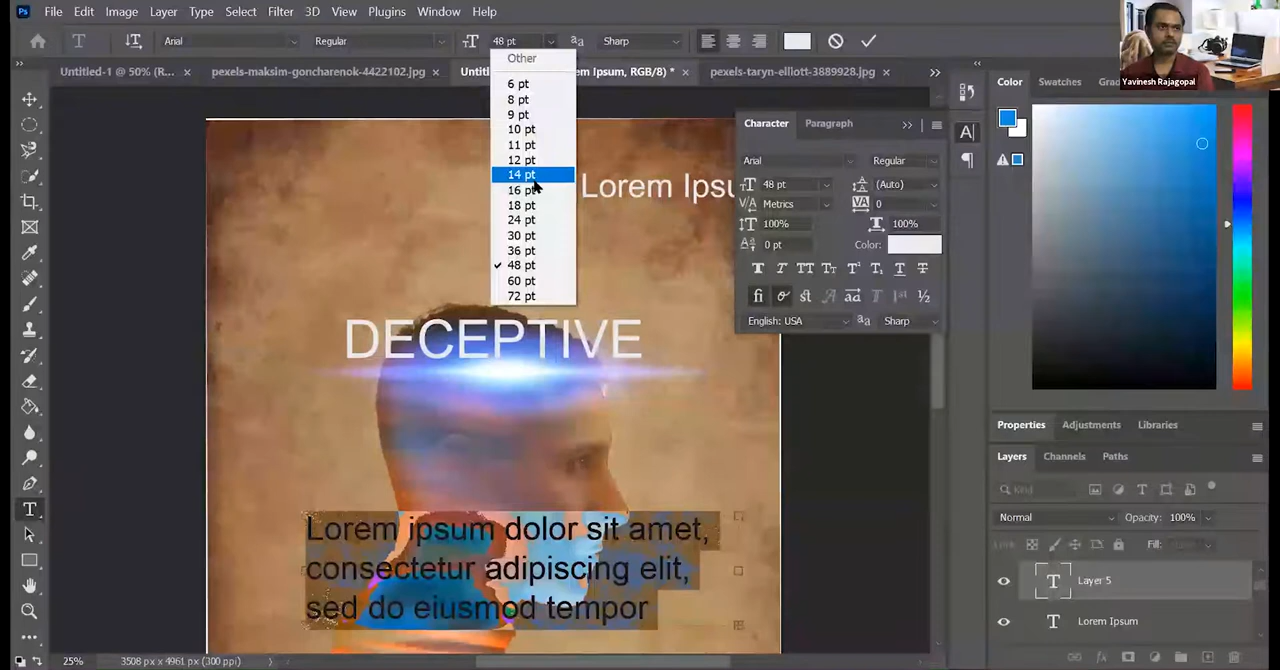 Ps File Edit Image Layer Type Select Filter 3D View Plugins Window Help
Arial Regular 48 pt Sharp
Untitled-1 @ 50% (R... × pexels-maksim-goncharenok-4422102.jpg × Untit em Ipsum, RGB/8) * × pexels-taryn-elliott-3889928.jpg ×
Yavinesh Rajagopal
Other
6 pt
8 pt
9 pt
10 pt
11 pt
12 pt
14 pt
16 pt
18 pt
24 pt
30 pt
36 pt
48 pt
60 pt
72 pt
Character Paragraph
Arial Regular
48 pt (Auto)
Metrics 0
100% 100%
0 pt Color:
English: USA Sharp
Lorem Ipsu
DECEPTIVE
Lorem ipsum dolor sit amet,
consectetur adipiscing elit,
sed do eiusmod tempor
Color Swatches Grad
Properties Adjustments Libraries
Layers Channels Paths
Kind
Normal Opacity: 100%
Lock: Fill:
Layer 5
Lorem Ipsum
25% 3508 px x 4961 px (300 ppi)